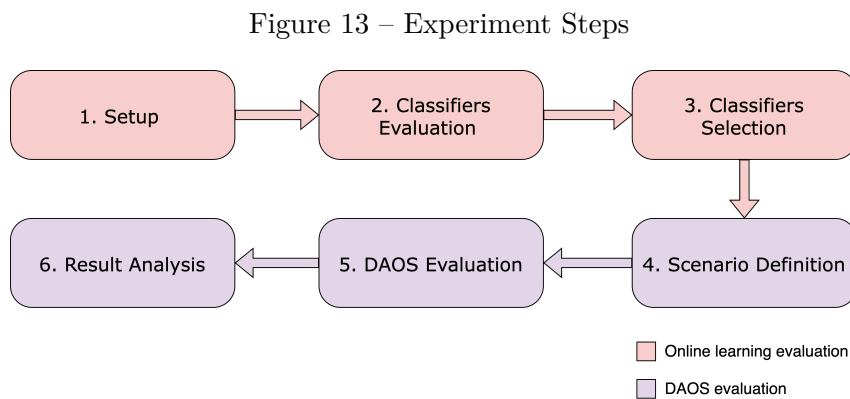 Figure 13 – Experiment Steps
1. Setup
2. Classifiers
Evaluation
3. Classifiers
Selection
4. Scenario Definition
5. DAOS Evaluation
6. Result Analysis
Online learning evaluation
DAOS evaluation